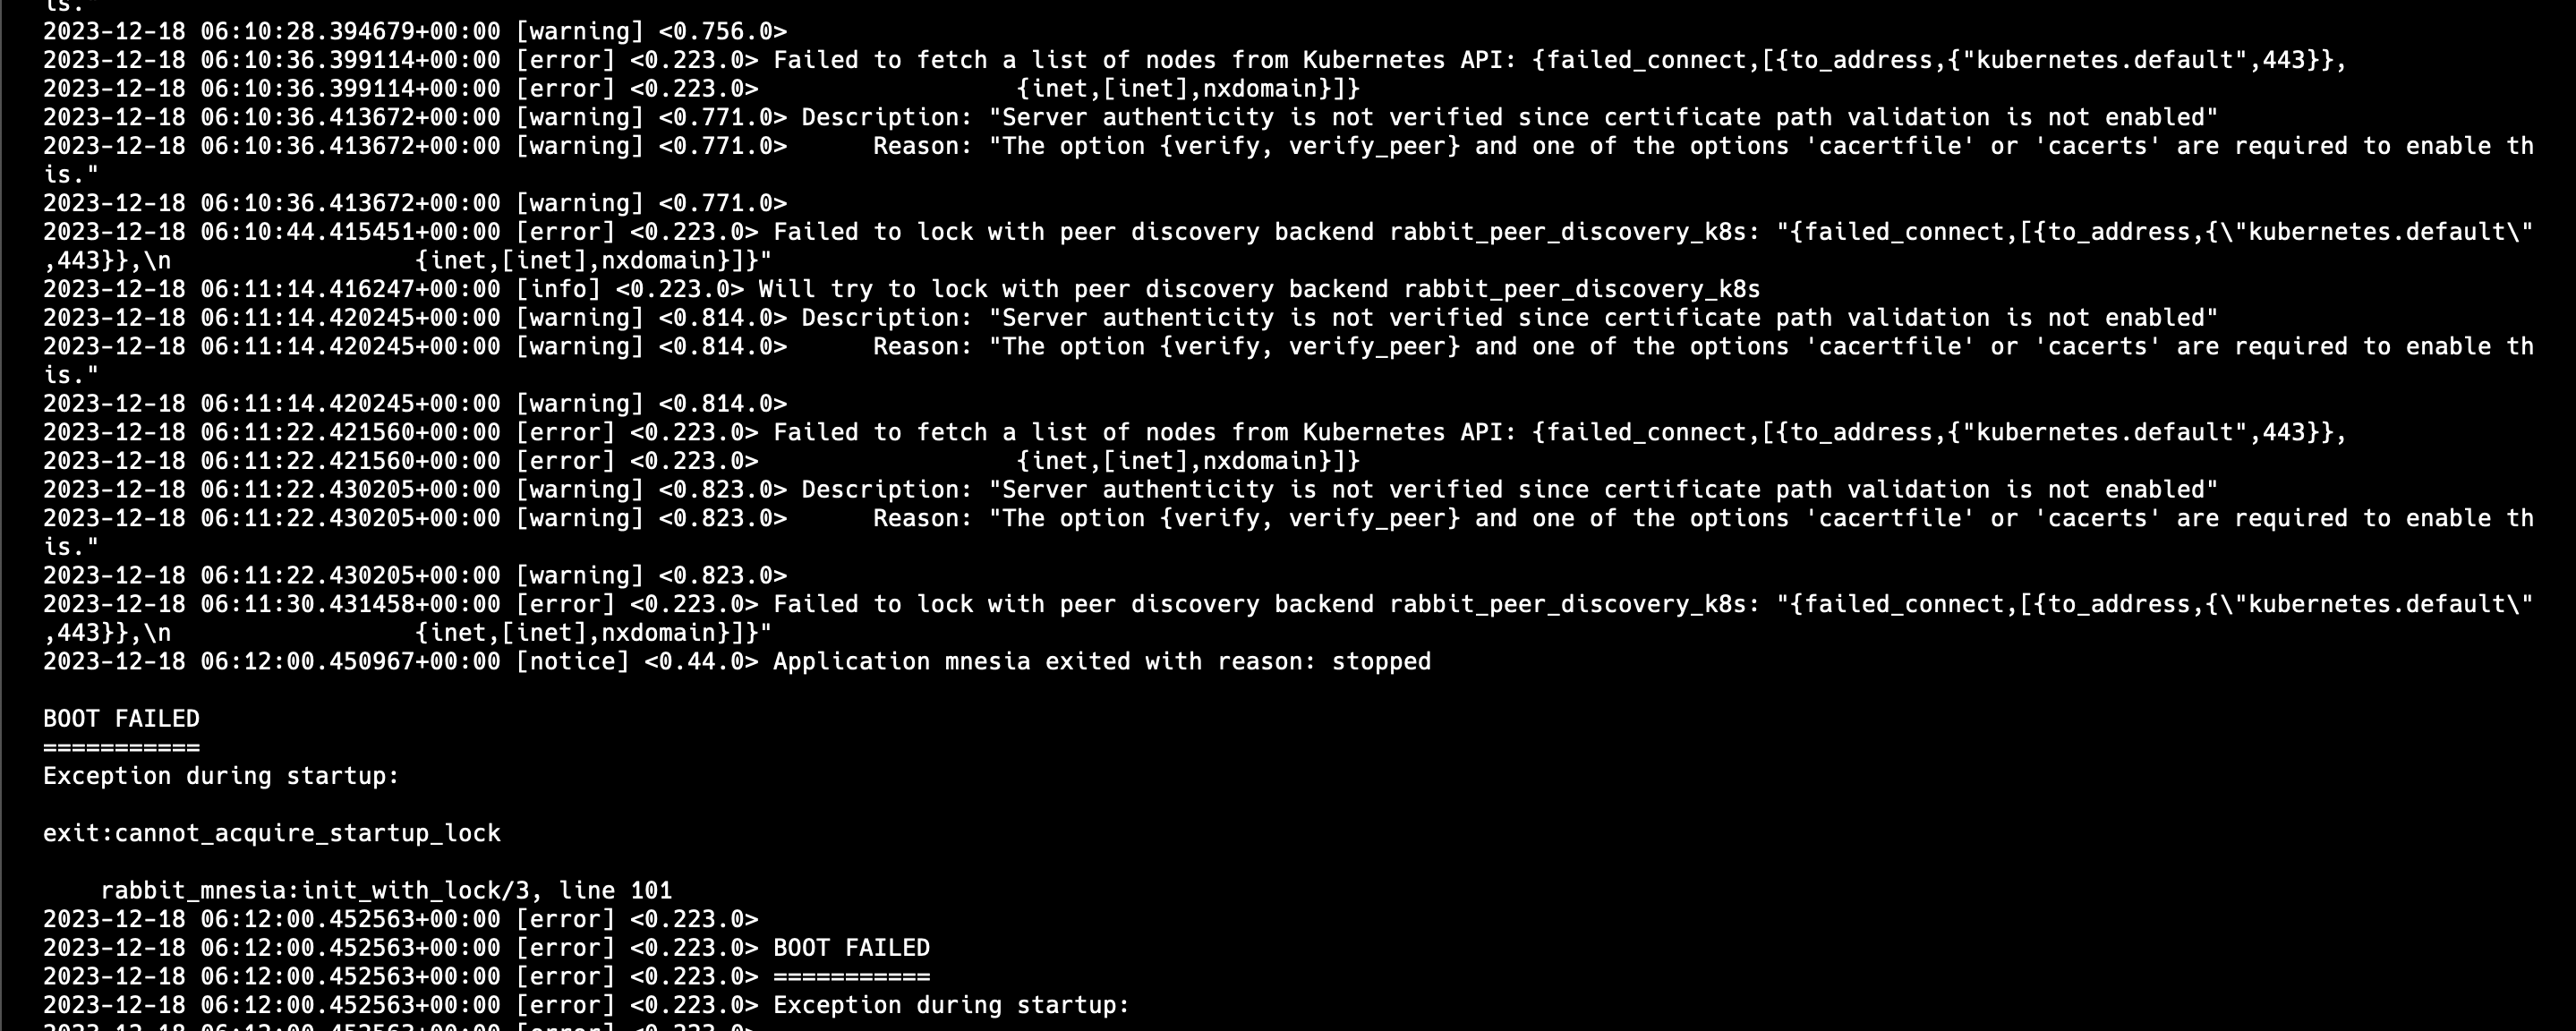 is."
2023-12-18 06:10:28.394679+00:00 [warning] <0.756.0>
2023-12-18 06:10:36.399114+00:00 [error] <0.223.0> Failed to fetch a list of nodes from Kubernetes API: {failed_connect,[{to_address,{"kubernetes.default",443}},
2023-12-18 06:10:36.399114+00:00 [error] <0.223.0>                  {inet,[inet],nxdomain}]}
2023-12-18 06:10:36.413672+00:00 [warning] <0.771.0> Description: "Server authenticity is not verified since certificate path validation is not enabled"
2023-12-18 06:10:36.413672+00:00 [warning] <0.771.0>      Reason: "The option {verify, verify_peer} and one of the options 'cacertfile' or 'cacerts' are required to enable th
is."
2023-12-18 06:10:36.413672+00:00 [warning] <0.771.0>
2023-12-18 06:10:44.415451+00:00 [error] <0.223.0> Failed to lock with peer discovery backend rabbit_peer_discovery_k8s: "{failed_connect,[{to_address,{\"kubernetes.default\"
,443}},\n                 {inet,[inet],nxdomain}]}"
2023-12-18 06:11:14.416247+00:00 [info] <0.223.0> Will try to lock with peer discovery backend rabbit_peer_discovery_k8s
2023-12-18 06:11:14.420245+00:00 [warning] <0.814.0> Description: "Server authenticity is not verified since certificate path validation is not enabled"
2023-12-18 06:11:14.420245+00:00 [warning] <0.814.0>      Reason: "The option {verify, verify_peer} and one of the options 'cacertfile' or 'cacerts' are required to enable th
is."
2023-12-18 06:11:14.420245+00:00 [warning] <0.814.0>
2023-12-18 06:11:22.421560+00:00 [error] <0.223.0> Failed to fetch a list of nodes from Kubernetes API: {failed_connect,[{to_address,{"kubernetes.default",443}},
2023-12-18 06:11:22.421560+00:00 [error] <0.223.0>                  {inet,[inet],nxdomain}]}
2023-12-18 06:11:22.430205+00:00 [warning] <0.823.0> Description: "Server authenticity is not verified since certificate path validation is not enabled"
2023-12-18 06:11:22.430205+00:00 [warning] <0.823.0>      Reason: "The option {verify, verify_peer} and one of the options 'cacertfile' or 'cacerts' are required to enable th
is."
2023-12-18 06:11:22.430205+00:00 [warning] <0.823.0>
2023-12-18 06:11:30.431458+00:00 [error] <0.223.0> Failed to lock with peer discovery backend rabbit_peer_discovery_k8s: "{failed_connect,[{to_address,{\"kubernetes.default\"
,443}},\n                 {inet,[inet],nxdomain}]}"
2023-12-18 06:12:00.450967+00:00 [notice] <0.44.0> Application mnesia exited with reason: stopped
BOOT FAILED
===========
Exception during startup:
exit:cannot_acquire_startup_lock
    rabbit_mnesia:init_with_lock/3, line 101
2023-12-18 06:12:00.452563+00:00 [error] <0.223.0>
2023-12-18 06:12:00.452563+00:00 [error] <0.223.0> BOOT FAILED
2023-12-18 06:12:00.452563+00:00 [error] <0.223.0> ===========
2023-12-18 06:12:00.452563+00:00 [error] <0.223.0> Exception during startup:
2023-12-18 06:12:00.452563+00:00 [error] <0.223.0>